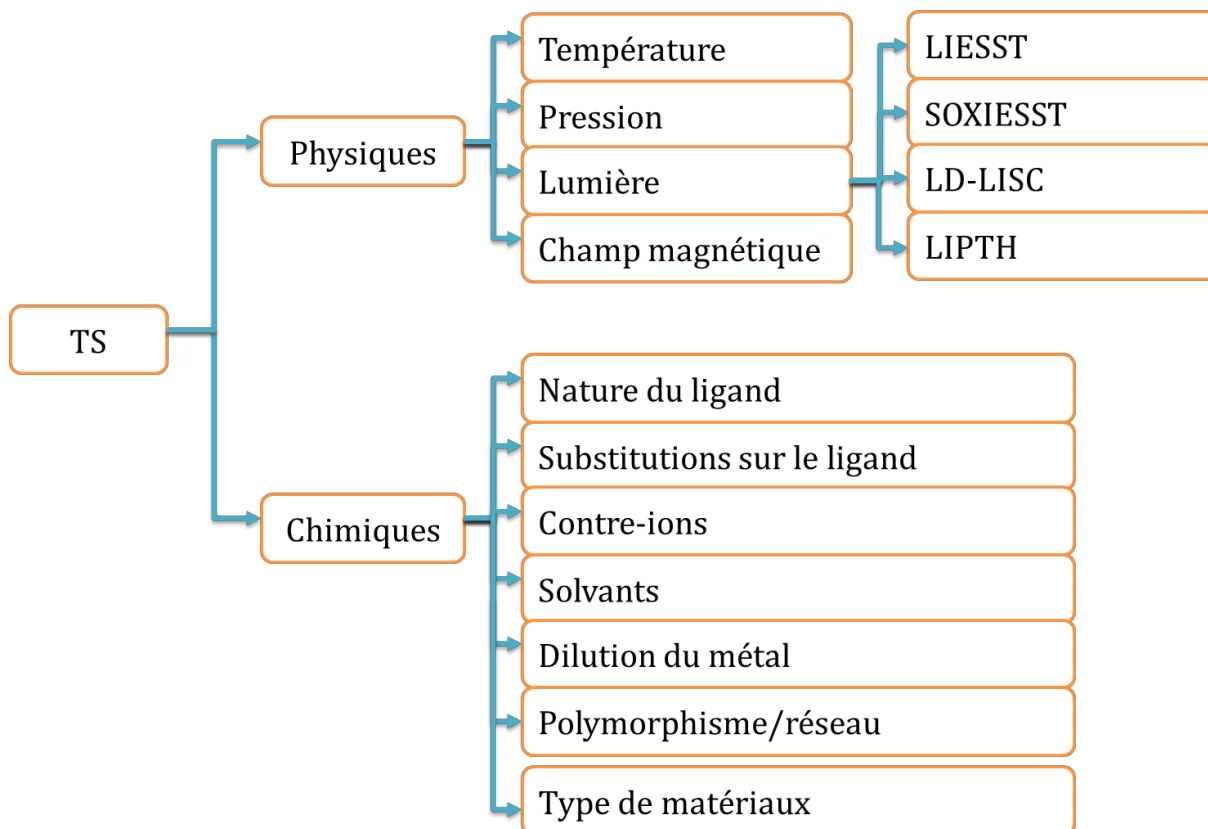 TS
Physiques
Température
Pression
Lumière
Champ magnétique
LIESST
SOXIESST
LD-LISC
LIPTH
Chimiques
Nature du ligand
Substitutions sur le ligand
Contre-ions
Solvants
Dilution du métal
Polymorphisme/réseau
Type de matériaux